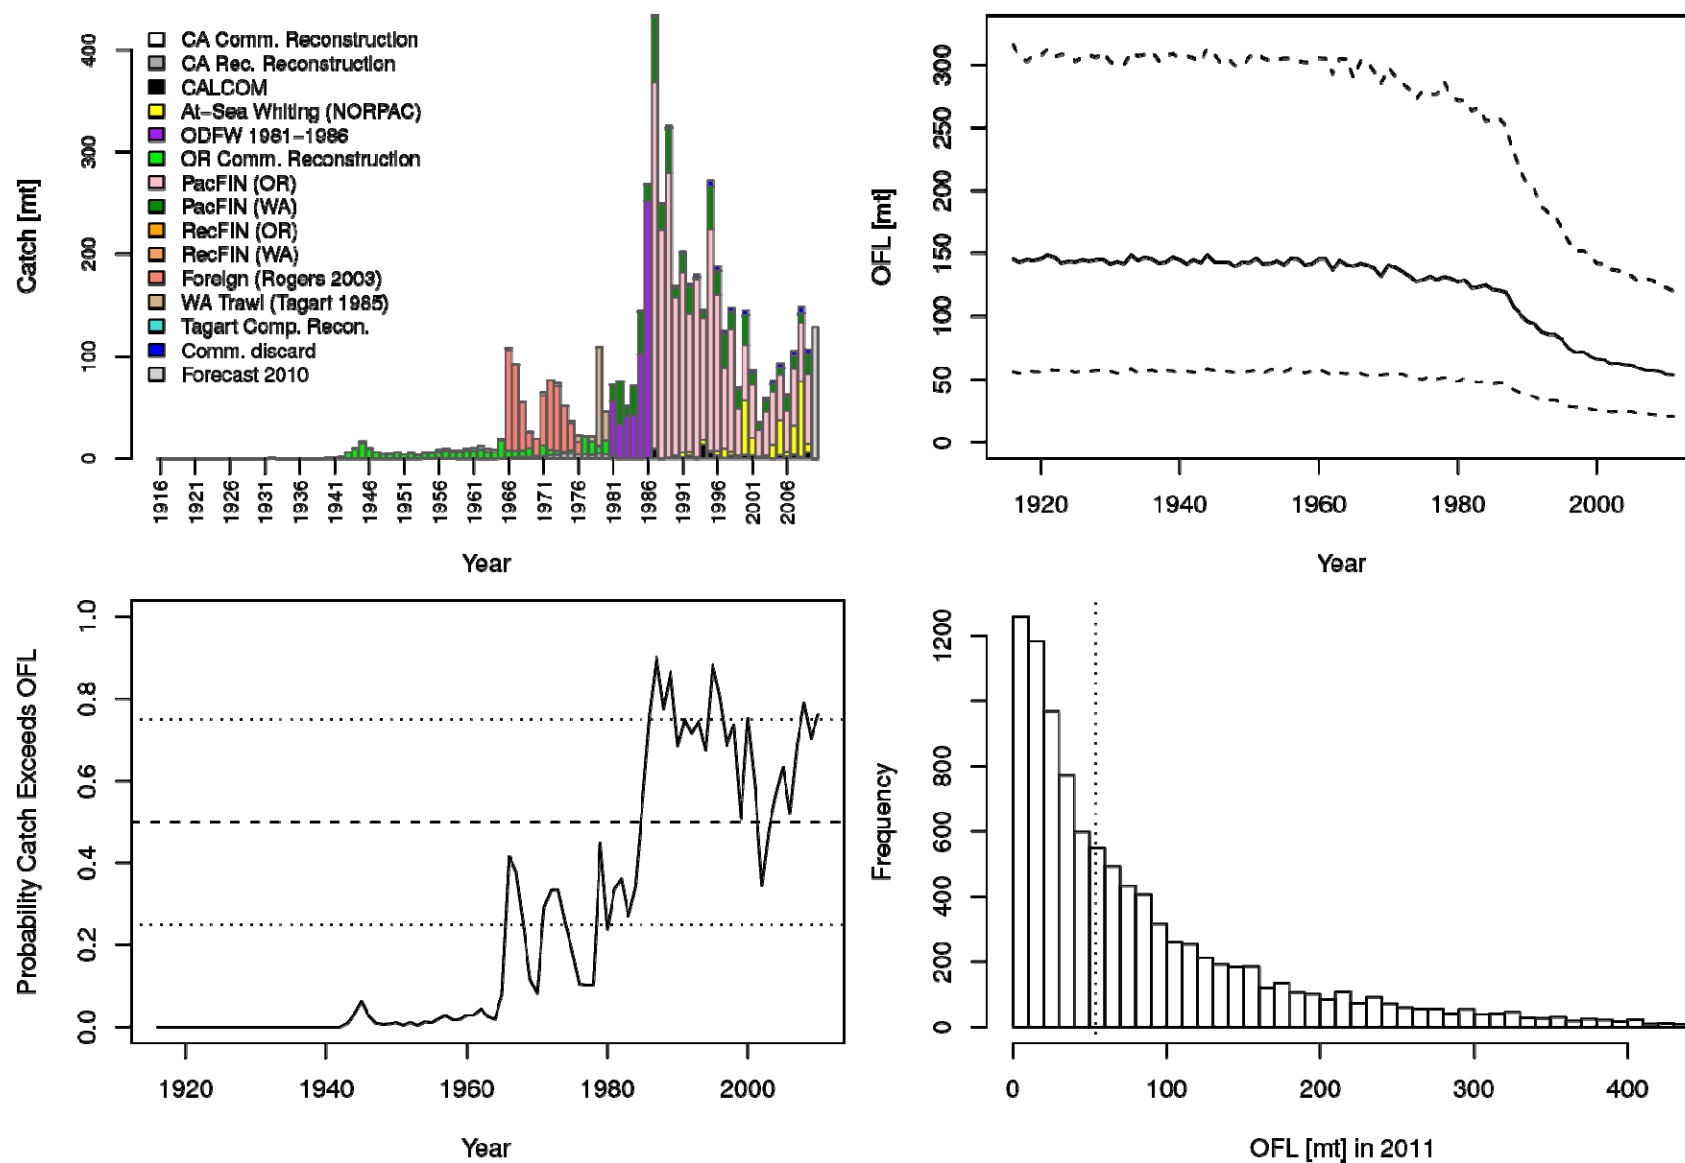 Catch [mt]
400
300
200
100
0
CA Comm. Reconstruction
CA Rec. Reconstruction
CALCOM
At-Sea Whiting (NORPAC)
ODFW 1981-1986
OR Comm. Reconstruction
PacFIN (OR)
PacFIN (WA)
RecFIN (OR)
RecFIN (WA)
Foreign (Rogers 2003)
WA Trawl (Tagart 1985)
Tagart Comp. Recon.
Comm. discard
Forecast 2010
1916 1921 1926 1931 1936 1941 1946 1951 1956 1961 1966 1971 1976 1981 1986 1991 1996 2001 2006
Year
OFL [mt]
300
250
200
150
100
50
0
1920 1940 1960 1980 2000
Year
Probability Catch Exceeds OFL
1.0
0.8
0.6
0.4
0.2
0.0
1920 1940 1960 1980 2000
Year
Frequency
1200
800
600
400
200
0
0 100 200 300 400
OFL [mt] in 2011